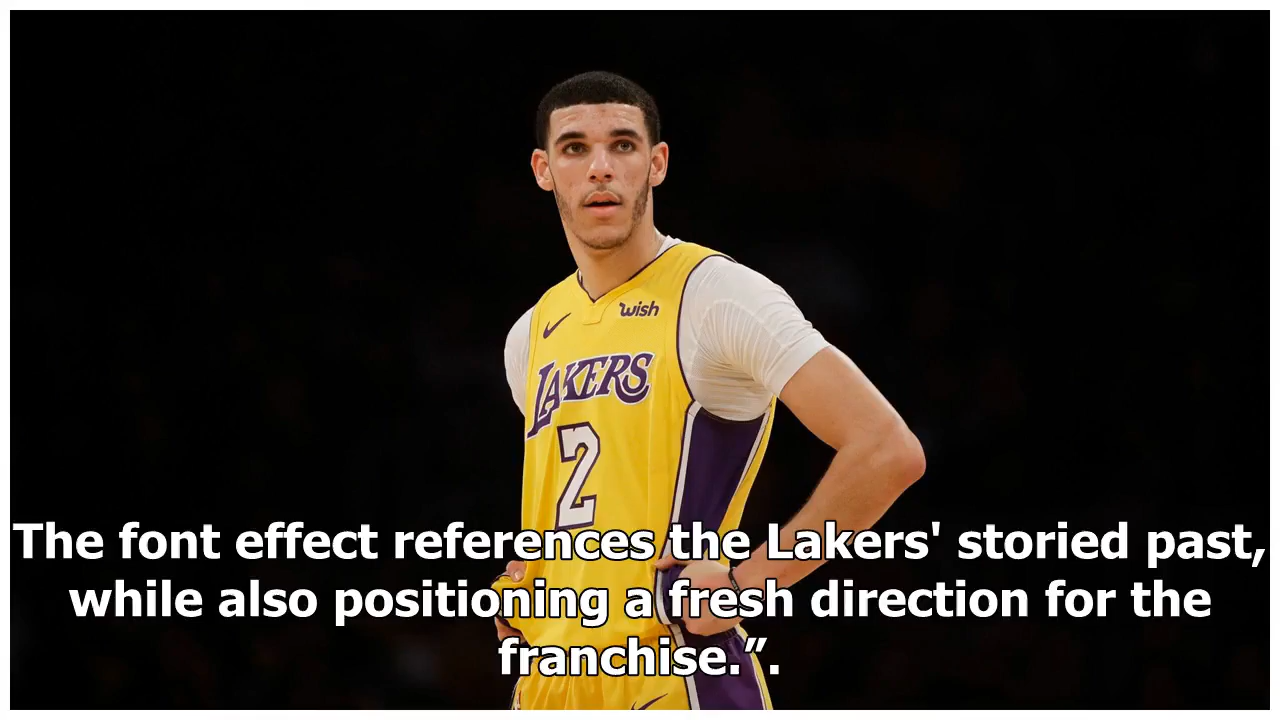 wish
LAKERS
2
The font effect references the Lakers' storied past,
while also positioning a fresh direction for the
franchise.”.